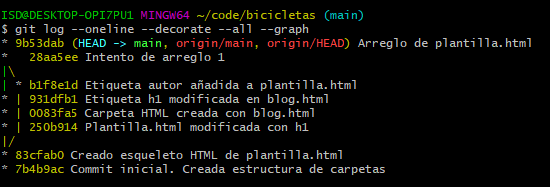 ISD@DESKTOP-OPI7PU1 MINGW64 ~/code/bicicletas (main)
$ git log --oneline --decorate --all --graph
* 9b53dab (HEAD -> main, origin/main, origin/HEAD) Arreglo de plantilla.html
*   28aa5ee Intento de arreglo 1
|\
| * b1f8e1d Etiqueta autor añadida a plantilla.html
* | 931dfb1 Etiqueta h1 modificada en blog.html
* | 0083fa5 Carpeta HTML creada con blog.html
* | 250b914 Plantilla.html modificada con h1
|/
* 83cfab0 Creado esqueleto HTML de plantilla.html
* 7b4b9ac Commit inicial. Creada estructura de carpetas